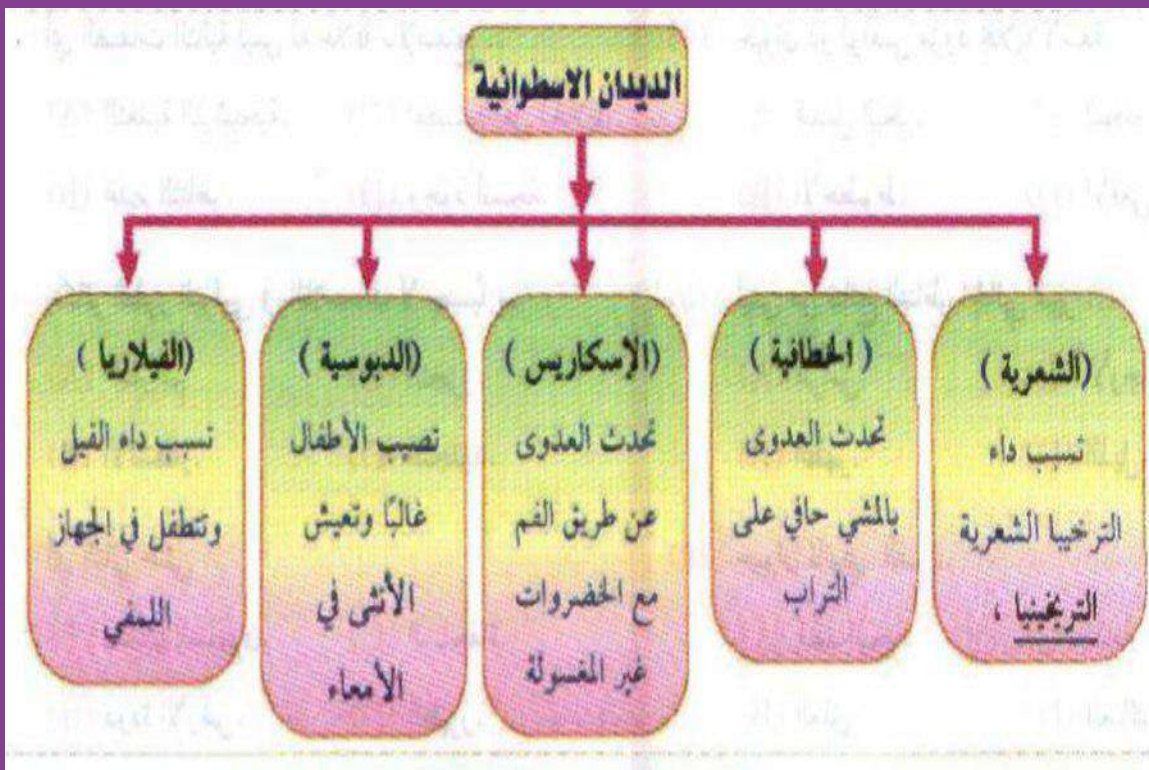 الديدان الاسطوانية
(الشعرية )
تسبب داء
الترخيبا الشعرية
التريخينيا ،
( الخطافية )
تحدث العدوى
بالمشي حافي على
التراب
(الإسكاريس )
تحدث العدوى
عن طريق الفم
مع الخضروات
غير المغسولة
(الدبوسية )
تصيب الأطفال
غالبًا وتعيش
الأنثى في
الأمعاء
(الفيلاريا )
تسبب داء الفيل
وتتطفل في الجهاز
اللمفي